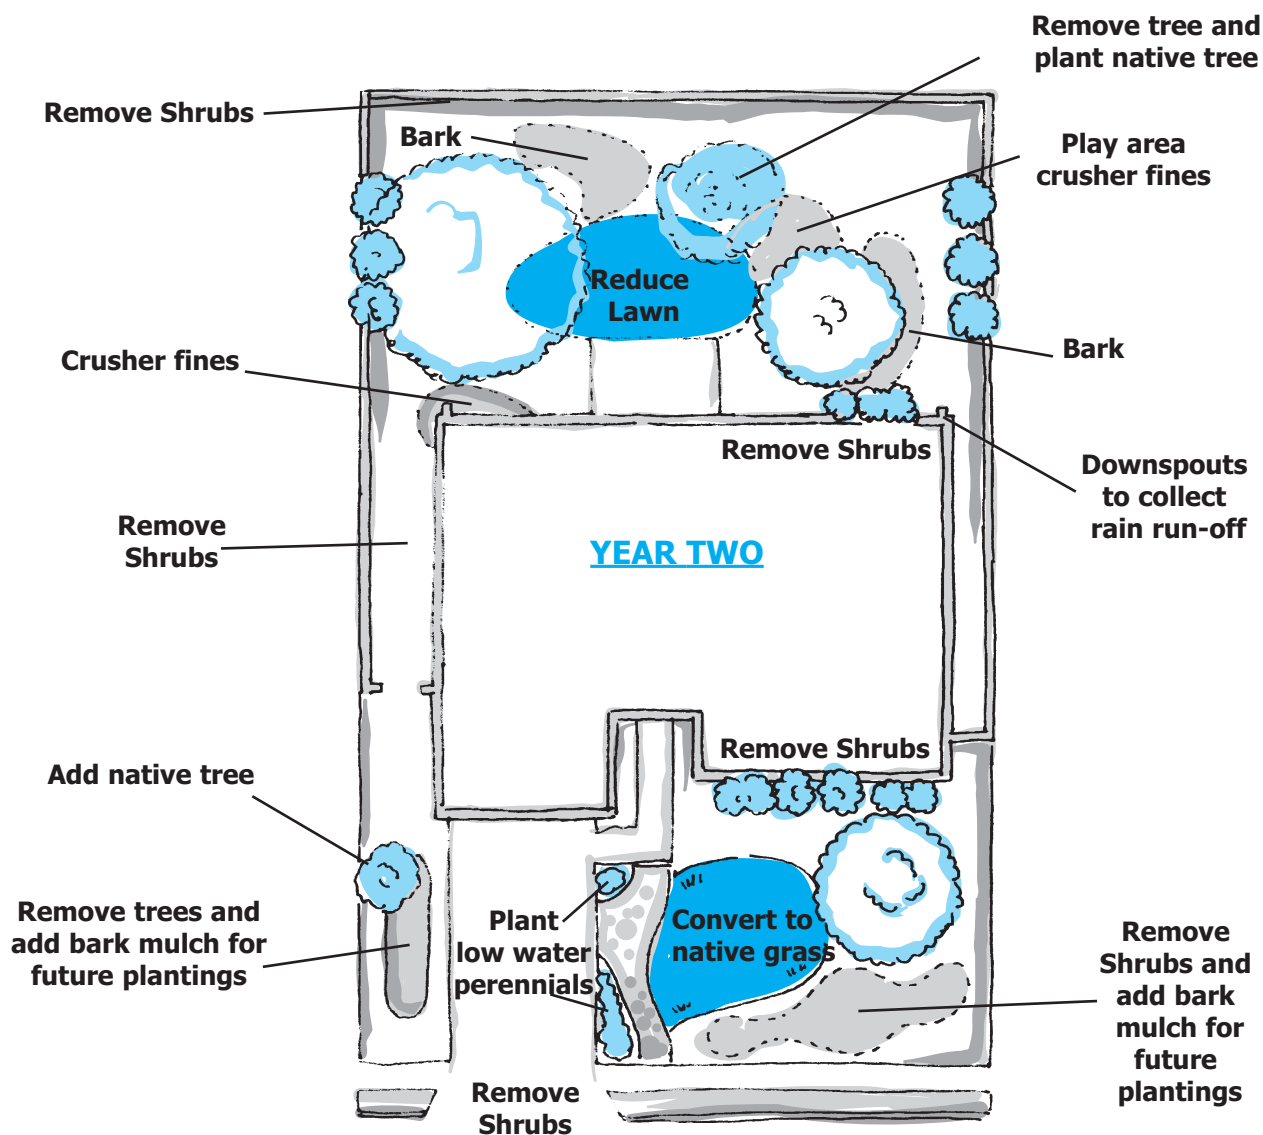 Remove tree and
plant native tree
Remove Shrubs
Bark
Play area
crusher fines
Reduce
Lawn
Crusher fines
Bark
Remove Shrubs
Downspouts
to collect
rain run-off
Remove
Shrubs
YEAR TWO
Remove Shrubs
Add native tree
Remove trees and
add bark mulch for
future plantings
Plant
low water
perennials
Convert to
native grass
Remove
Shrubs and
add bark
mulch for
future
plantings
Remove
Shrubs